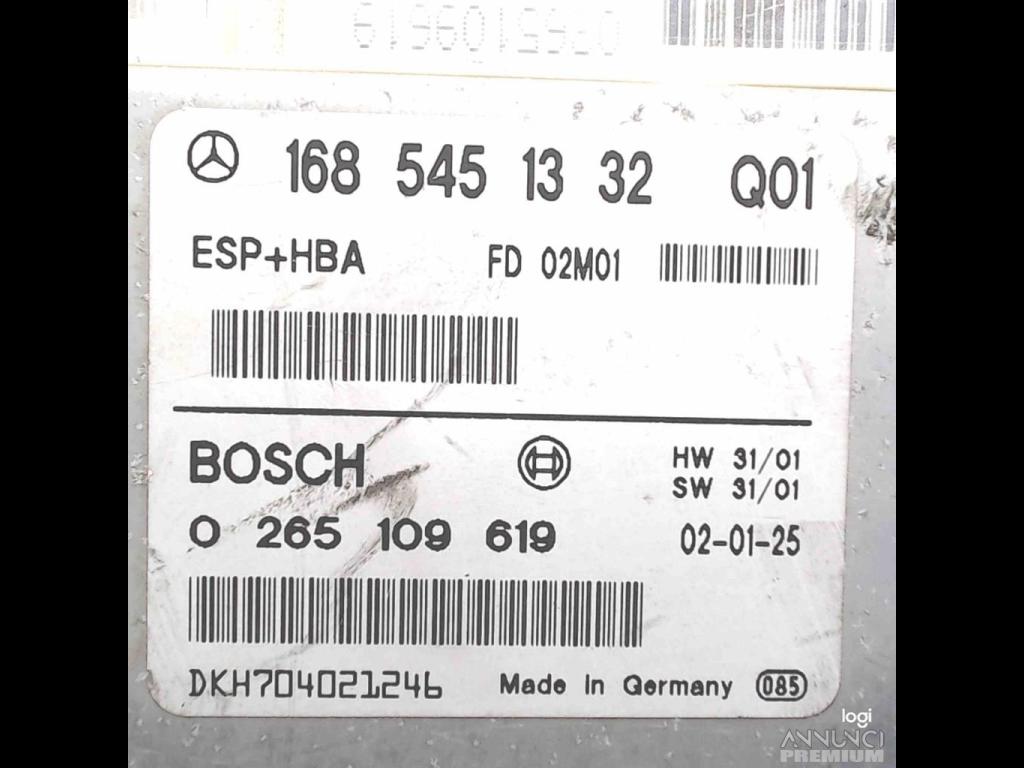 0265109619
168 545 13 32 Q01
ESP+HBA FD 02M01
BOSCH HW 31/01
SW 31/01
0 265 109 619 02-01-25
DKH704021246 Made in Germany 085
logi
ANNUNCI
PREMIUM